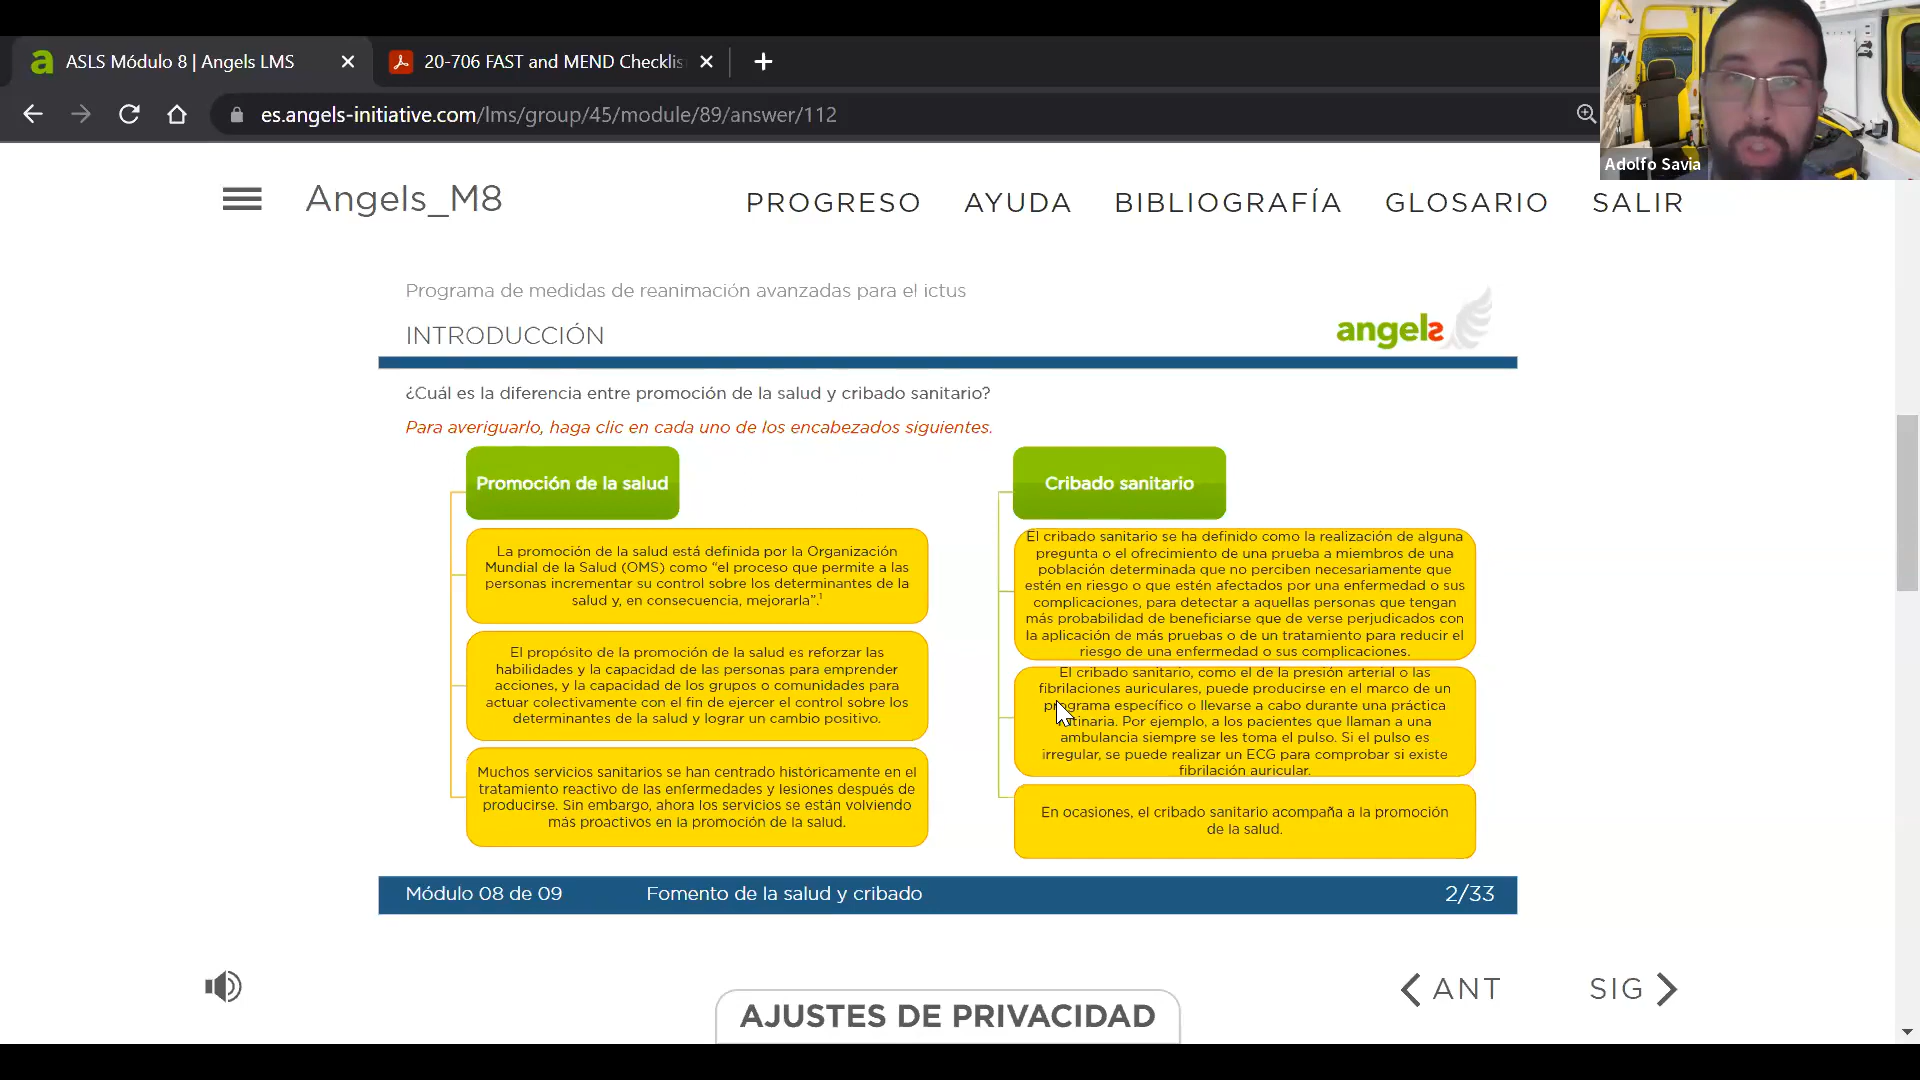 ASLS Módulo 8 | Angels LMS
20-706 FAST and MEND Checklis
es.angels-initiative.com/lms/group/45/module/89/answer/112
Adolfo Savia
Angels_M8
PROGRESO
AYUDA
BIBLIOGRAFÍA
GLOSARIO
SALIR
Programa de medidas de reanimación avanzadas para el ictus
INTRODUCCIÓN
angels
¿Cuál es la diferencia entre promoción de la salud y cribado sanitario?
Para averiguarlo, haga clic en cada uno de los encabezados siguientes.
Promoción de la salud
La promoción de la salud está definida por la Organización
Mundial de la Salud (OMS) como "el proceso que permite a las
personas incrementar su control sobre los determinantes de la
salud y, en consecuencia, mejorarla".¹
El propósito de la promoción de la salud es reforzar las
habilidades y la capacidad de las personas para emprender
acciones, y la capacidad de los grupos o comunidades para
actuar colectivamente con el fin de ejercer el control sobre los
determinantes de la salud y lograr un cambio positivo.
Muchos servicios sanitarios se han centrado históricamente en el
tratamiento reactivo de las enfermedades y lesiones después de
producirse. Sin embargo, ahora los servicios se están volviendo
más proactivos en la promoción de la salud.
Cribado sanitario
El cribado sanitario se ha definido como la realización de alguna
pregunta o el ofrecimiento de una prueba a miembros de una
población determinada que no perciben necesariamente que
estén en riesgo o que estén afectados por una enfermedad o sus
complicaciones, para detectar a aquellas personas que tengan
más probabilidad de beneficiarse que de verse perjudicados con
la aplicación de más pruebas o de un tratamiento para reducir el
riesgo de una enfermedad o sus complicaciones.
El cribado sanitario, como el de la presión arterial o las
fibrilaciones auriculares, puede producirse en el marco de un
programa específico o llevarse a cabo durante una práctica
rutinaria. Por ejemplo, a los pacientes que llaman a una
ambulancia siempre se les toma el pulso. Si el pulso es
irregular, se puede realizar un ECG para comprobar si existe
fibrilación auricular.
En ocasiones, el cribado sanitario acompaña a la promoción
de la salud.
Módulo 08 de 09
Fomento de la salud y cribado
2/33
ANT
SIG
AJUSTES DE PRIVACIDAD